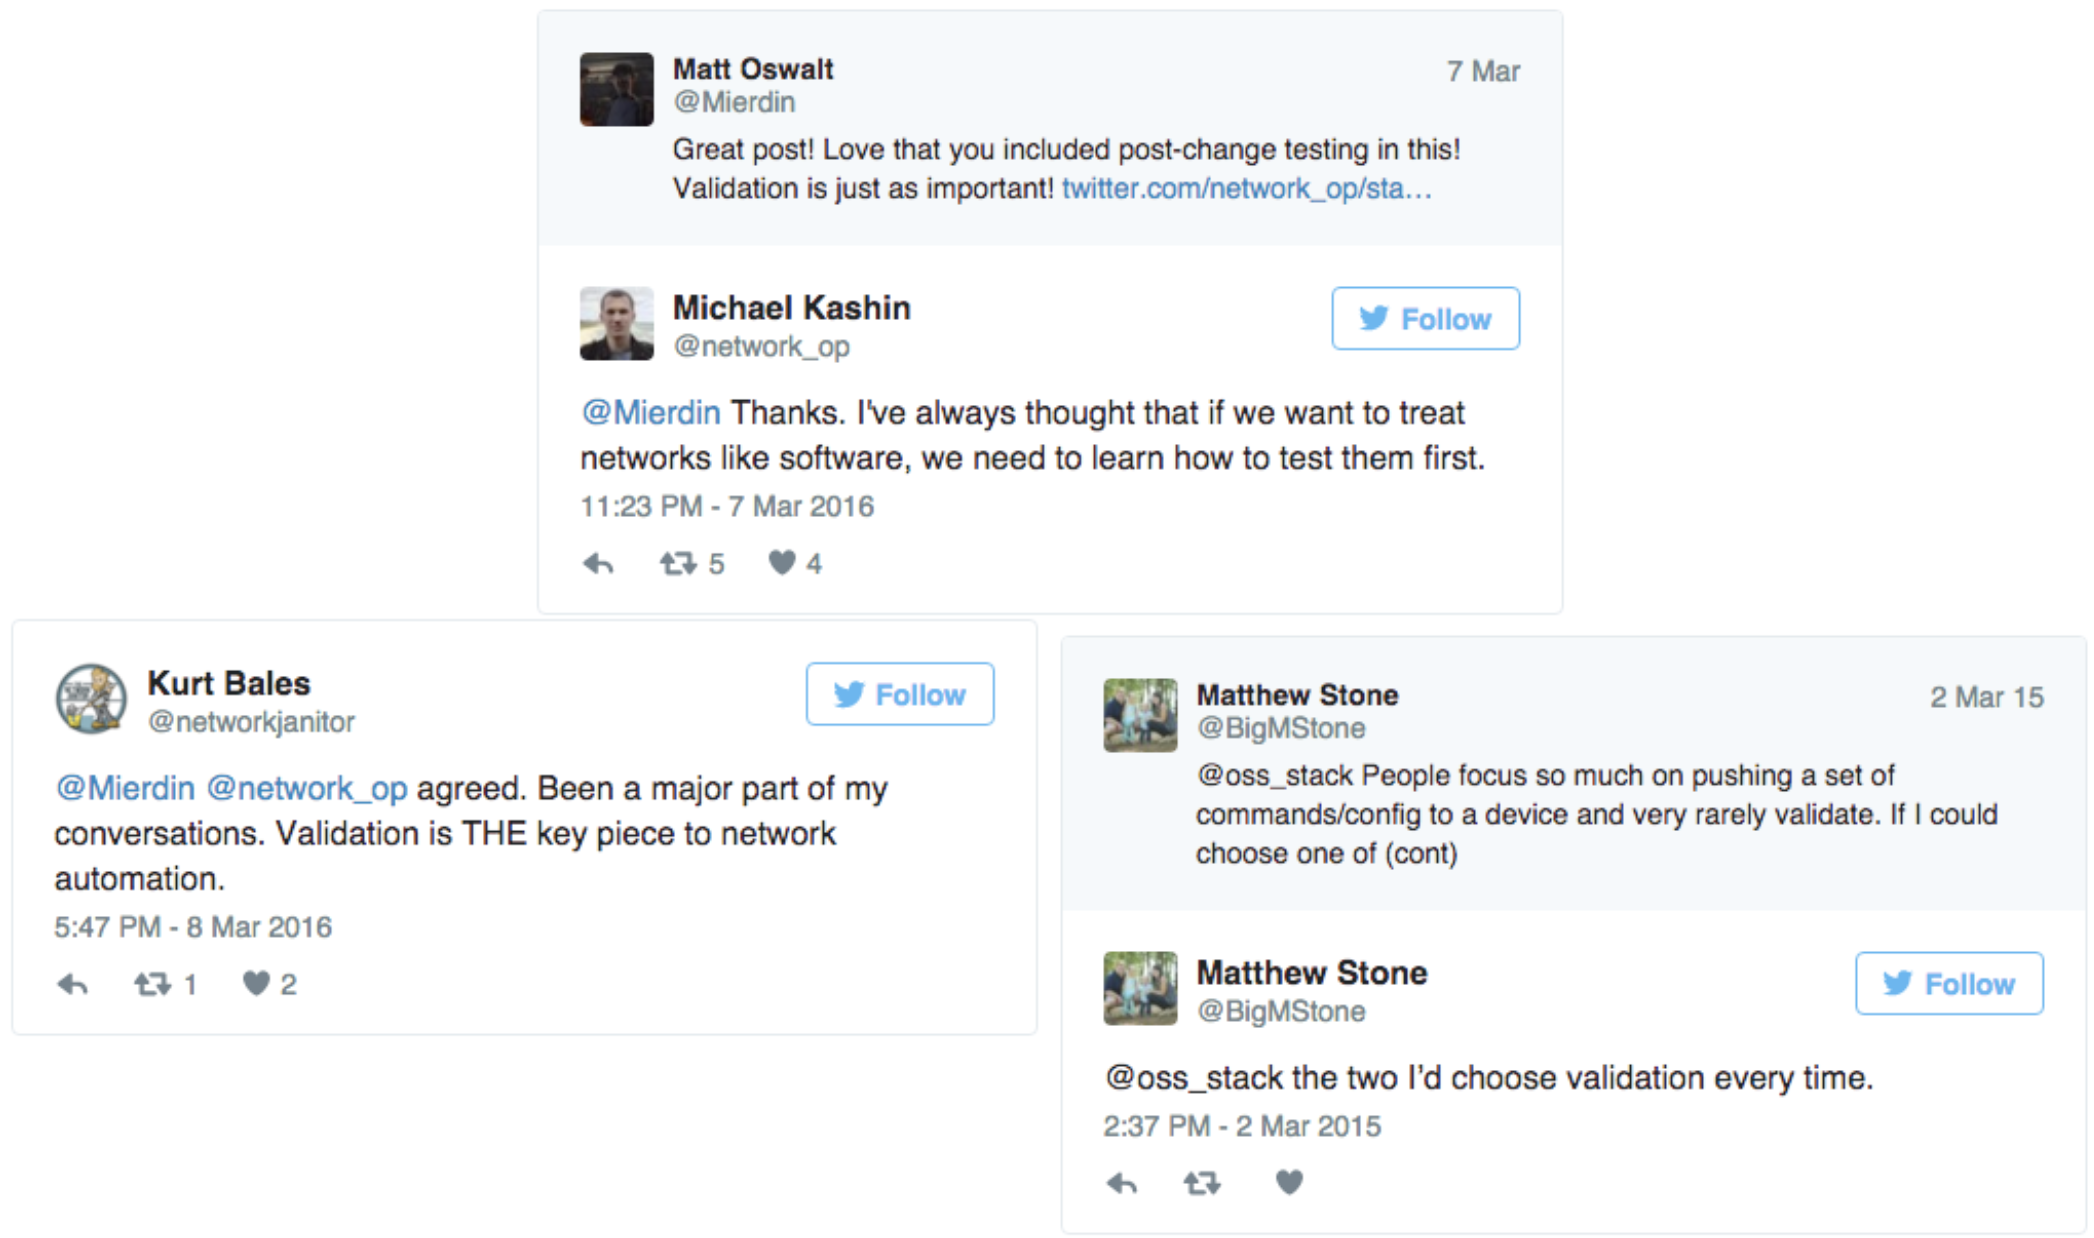 Matt Oswalt
7 Mar
@Mierdin
Great post! Love that you included post-change testing in this!
Validation is just as important! twitter.com/network_op/sta…
Michael Kashin
Follow
@network_op
@Mierdin Thanks. I've always thought that if we want to treat
networks like software, we need to learn how to test them first.
11:23 PM - 7 Mar 2016
5 4
Kurt Bales
Follow
@networkjanitor
@Mierdin @network_op agreed. Been a major part of my
conversations. Validation is THE key piece to network
automation.
5:47 PM - 8 Mar 2016
1 2
Matthew Stone
2 Mar 15
@BigMStone
@oss_stack People focus so much on pushing a set of
commands/config to a device and very rarely validate. If I could
choose one of (cont)
Matthew Stone
Follow
@BigMStone
@oss_stack the two I'd choose validation every time.
2:37 PM - 2 Mar 2015